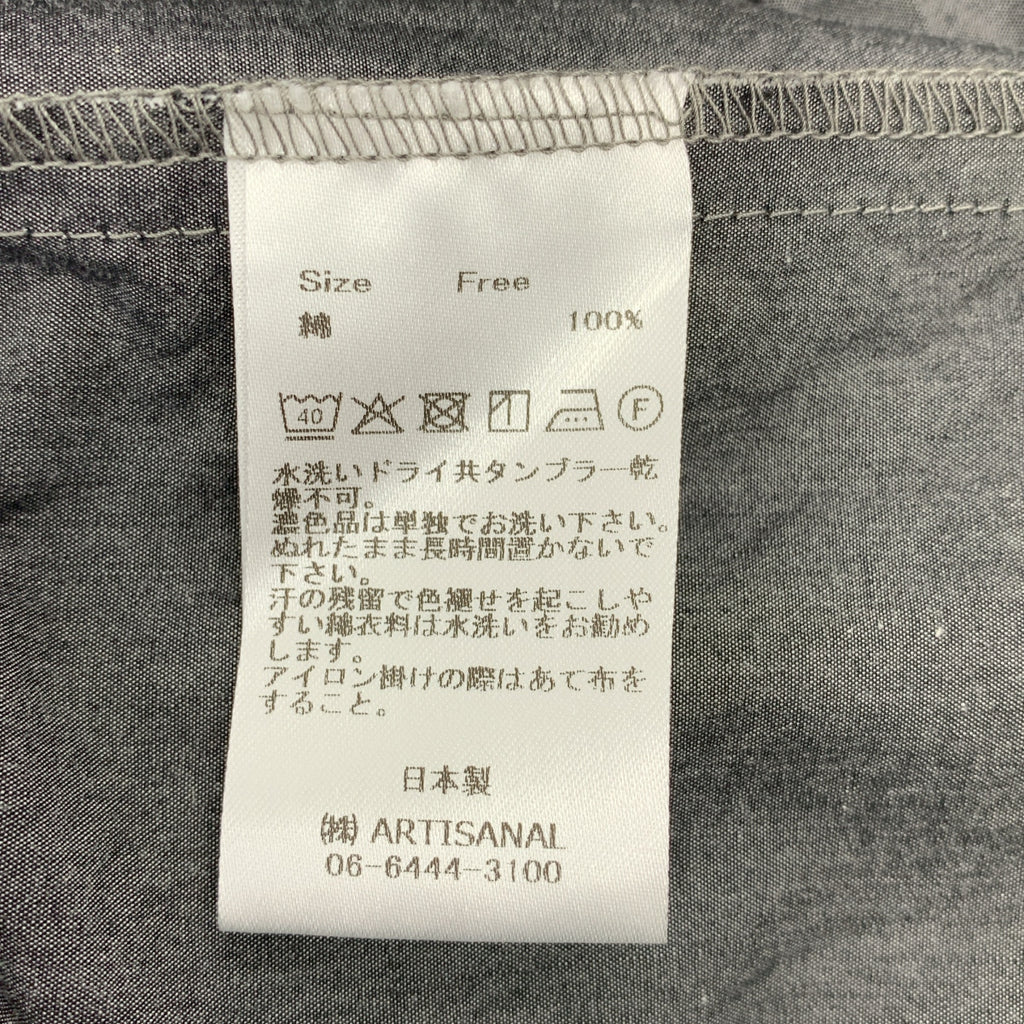 Size Free
綿 100%
40 F
水洗いドライ共タンブラー乾
燥不可。
濃色品は単独でお洗い下さい。
ぬれたまま長時間置かないで
下さい。
汗の残留で色褪せを起こしや
すい綿衣料は水洗いをお勧め
します。
アイロン掛けの際はあて布を
すること。
日本製
㈱ ARTISANAL
06-6444-3100